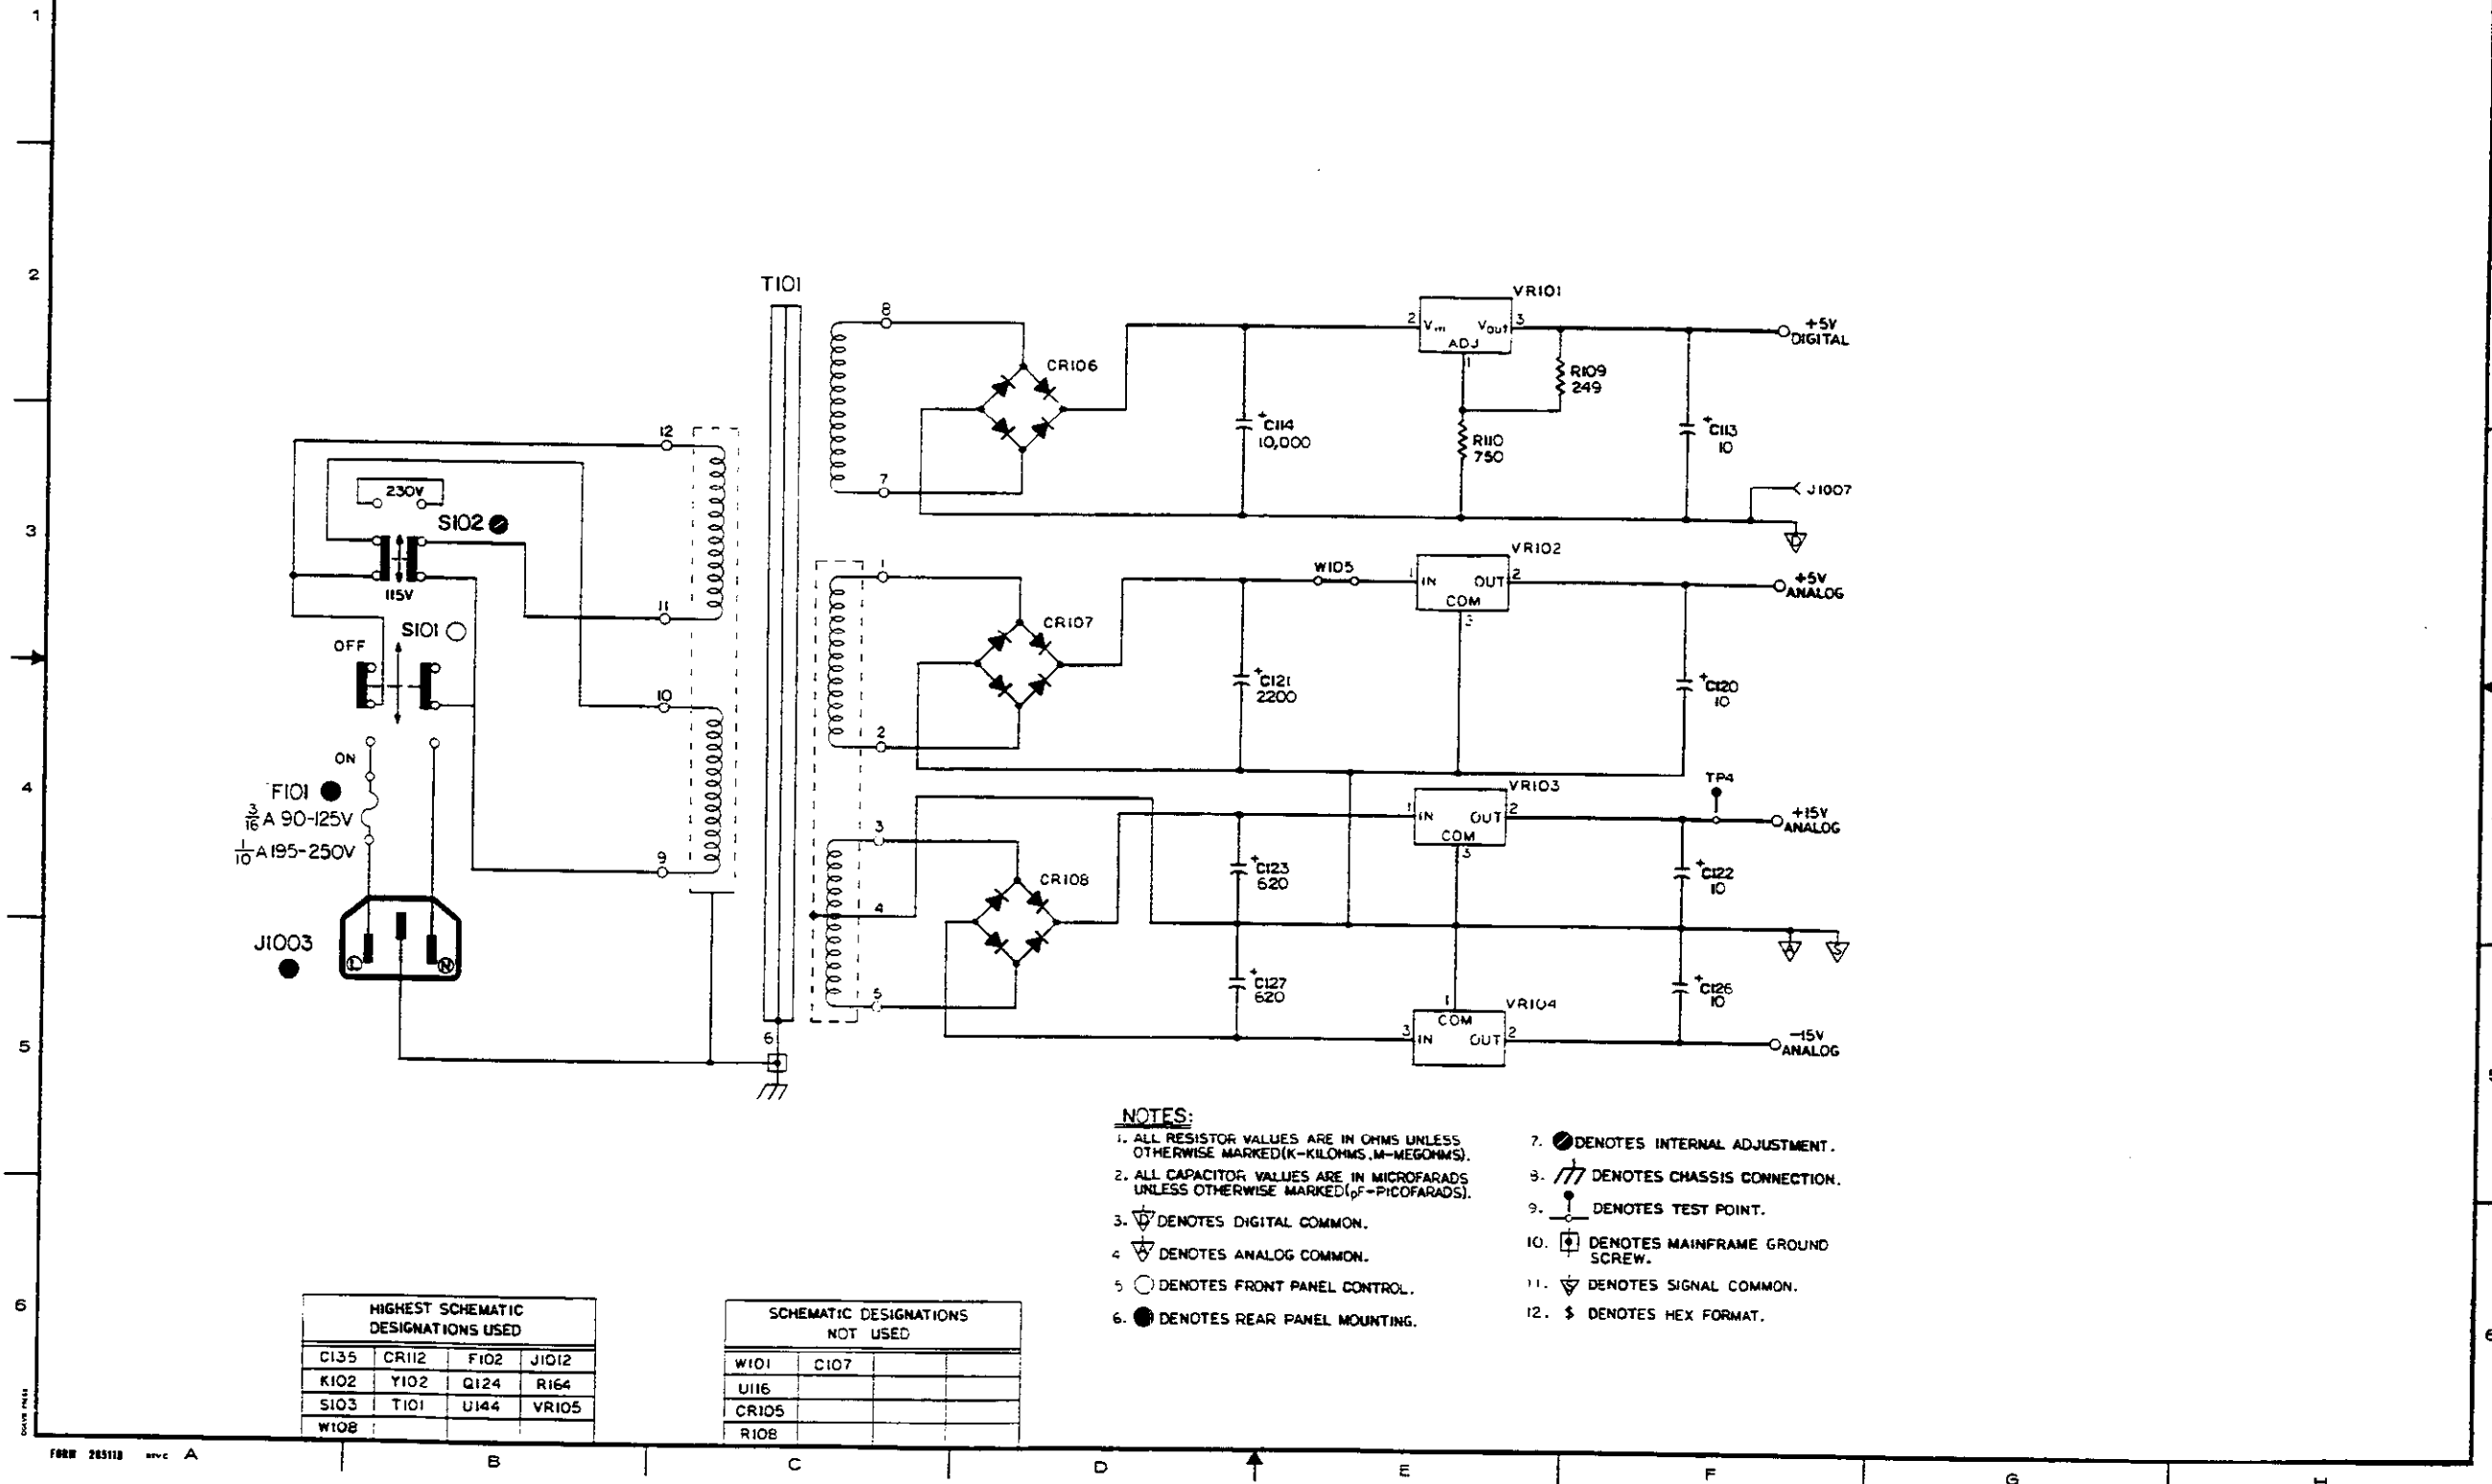 1
2
3
4
5
6
T101
8
7
CR106
C114
10,000
+
VR101
2
Vin
Vout
3
ADJ
1
R109
249
R110
750
+
C113
10
+5V
DIGITAL
J1007
D
12
11
10
9
230V
S102
115V
S101
OFF
ON
F101
3/16 A 90-125V
1/10 A 195-250V
J1003
L
N
6
1
2
CR107
+
C121
2200
W105
VR102
1
IN
OUT
2
COM
3
+
C120
10
+5V
ANALOG
3
4
5
CR108
+
C123
620
+
C127
620
VR103
1
IN
OUT
2
COM
3
TP4
+15V
ANALOG
+
C122
10
A
S
VR104
1
COM
3
IN
OUT
2
+
C126
10
-15V
ANALOG
NOTES:
1. ALL RESISTOR VALUES ARE IN OHMS UNLESS
OTHERWISE MARKED(K-KILOHMS,M-MEGOHMS).
2. ALL CAPACITOR VALUES ARE IN MICROFARADS
UNLESS OTHERWISE MARKED(pF-PICOFARADS).
3. D DENOTES DIGITAL COMMON.
4 A DENOTES ANALOG COMMON.
5 DENOTES FRONT PANEL CONTROL.
6. DENOTES REAR PANEL MOUNTING.
7. DENOTES INTERNAL ADJUSTMENT.
8. DENOTES CHASSIS CONNECTION.
9. DENOTES TEST POINT.
10. DENOTES MAINFRAME GROUND
SCREW.
11. S DENOTES SIGNAL COMMON.
12. $ DENOTES HEX FORMAT.
HIGHEST SCHEMATIC
DESIGNATIONS USED
C135 CR112 F102 J1012
K102 Y102 Q124 R164
S103 T101 U144 VR105
W108
SCHEMATIC DESIGNATIONS
NOT USED
W101 C107
U116
CR105
R108
5
6
FORM 28511B A
B
C
D
E
F
G
H